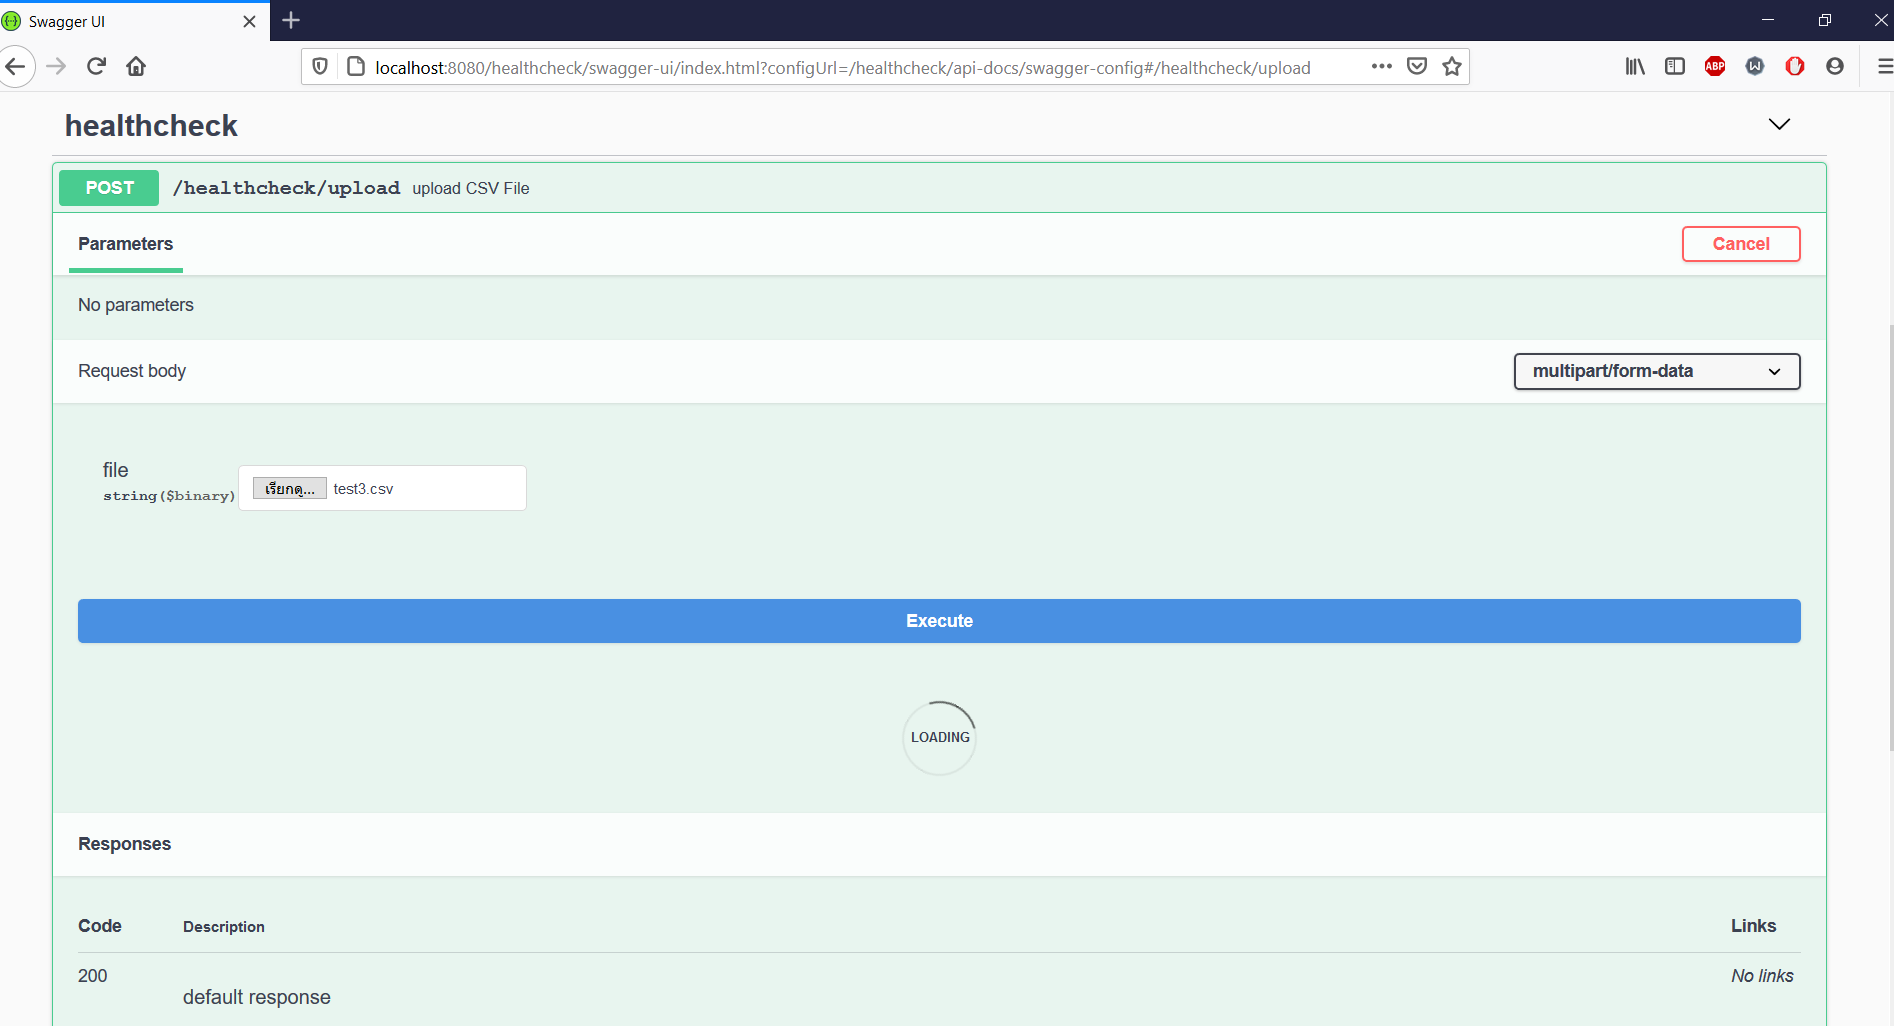 Swagger UI
localhost:8080/healthcheck/swagger-ui/index.html?configUrl=/healthcheck/api-docs/swagger-config#/healthcheck/upload
ABP
W
healthcheck
POST /healthcheck/upload upload CSV File
Parameters Cancel
No parameters
Request body multipart/form-data
file
string($binary) เรียกดู... test3.csv
Execute
LOADING
Responses
Code Description Links
200 No links
default response